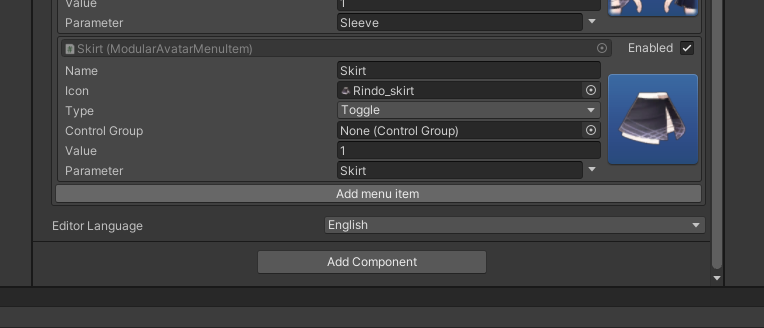 Value 1
Parameter Sleeve
Skirt (ModularAvatarMenuItem) Enabled
Name Skirt
Icon Rindo_skirt
Type Toggle
Control Group None (Control Group)
Value 1
Parameter Skirt
Add menu item
Editor Language English
Add Component